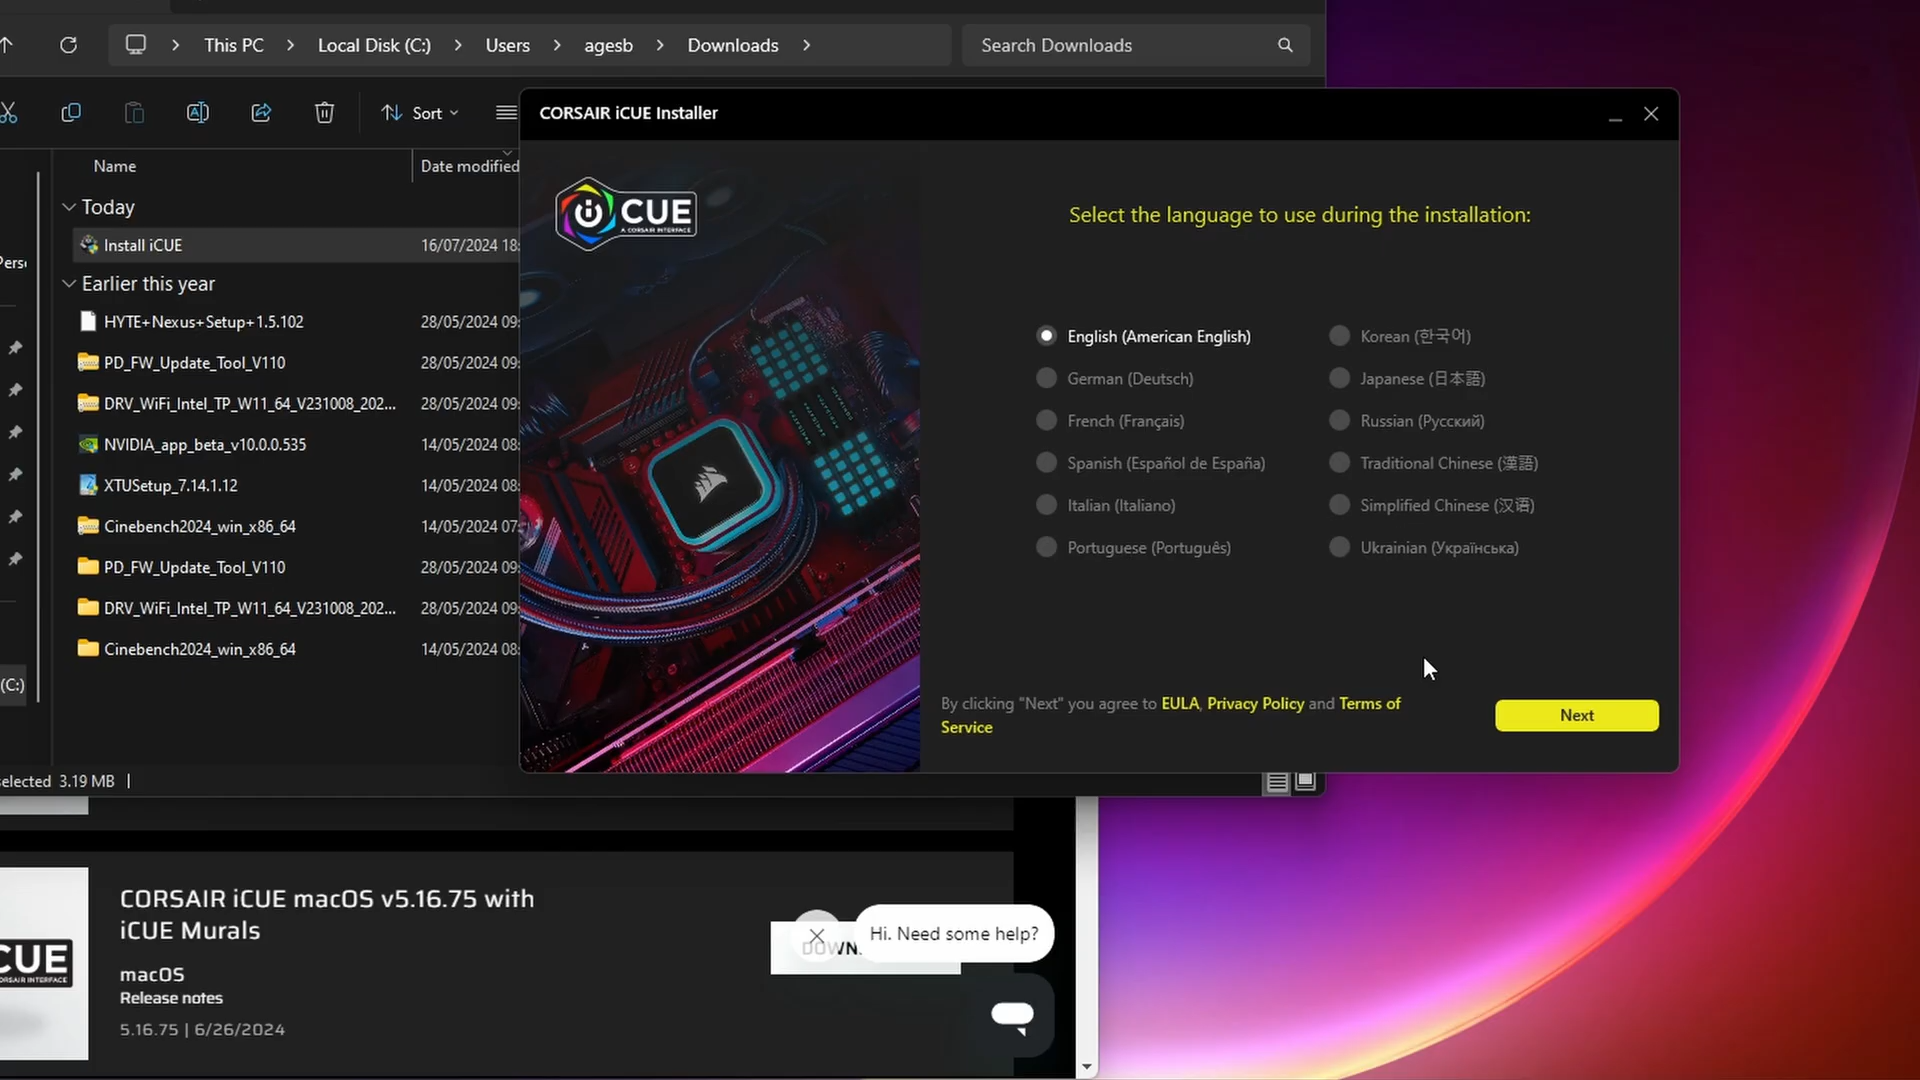 This PC
Local Disk (C:)
Users
agesb
Downloads
Search Downloads
Sort
Name
Date modified
Today
Install iCUE
16/07/2024 18:
Earlier this year
HYTE+Nexus+Setup+1.5.102
28/05/2024 09:
PD_FW_Update_Tool_V110
28/05/2024 09:
DRV_WiFi_Intel_TP_W11_64_V231008_202...
28/05/2024 09:
NVIDIA_app_beta_v10.0.0.535
14/05/2024 08:
XTUSetup_7.14.1.12
14/05/2024 08:
Cinebench2024_win_x86_64
14/05/2024 07:
PD_FW_Update_Tool_V110
28/05/2024 09:
DRV_WiFi_Intel_TP_W11_64_V231008_202...
28/05/2024 09:
Cinebench2024_win_x86_64
14/05/2024 08:
(C:)
selected 3.19 MB
CORSAIR iCUE Installer
iCUE
A CORSAIR INTERFACE
Select the language to use during the installation:
English (American English)
German (Deutsch)
French (Français)
Spanish (Español de España)
Italian (Italiano)
Portuguese (Português)
Korean (한국어)
Japanese (日本語)
Russian (Русский)
Traditional Chinese (漢語)
Simplified Chinese (汉语)
Ukrainian (Українська)
By clicking "Next" you agree to EULA, Privacy Policy and Terms of
Service
Next
CUE
CORSAIR INTERFACE
CORSAIR iCUE macOS v5.16.75 with
iCUE Murals
macOS
Release notes
5.16.75 | 6/26/2024
DOWN
Hi. Need some help?